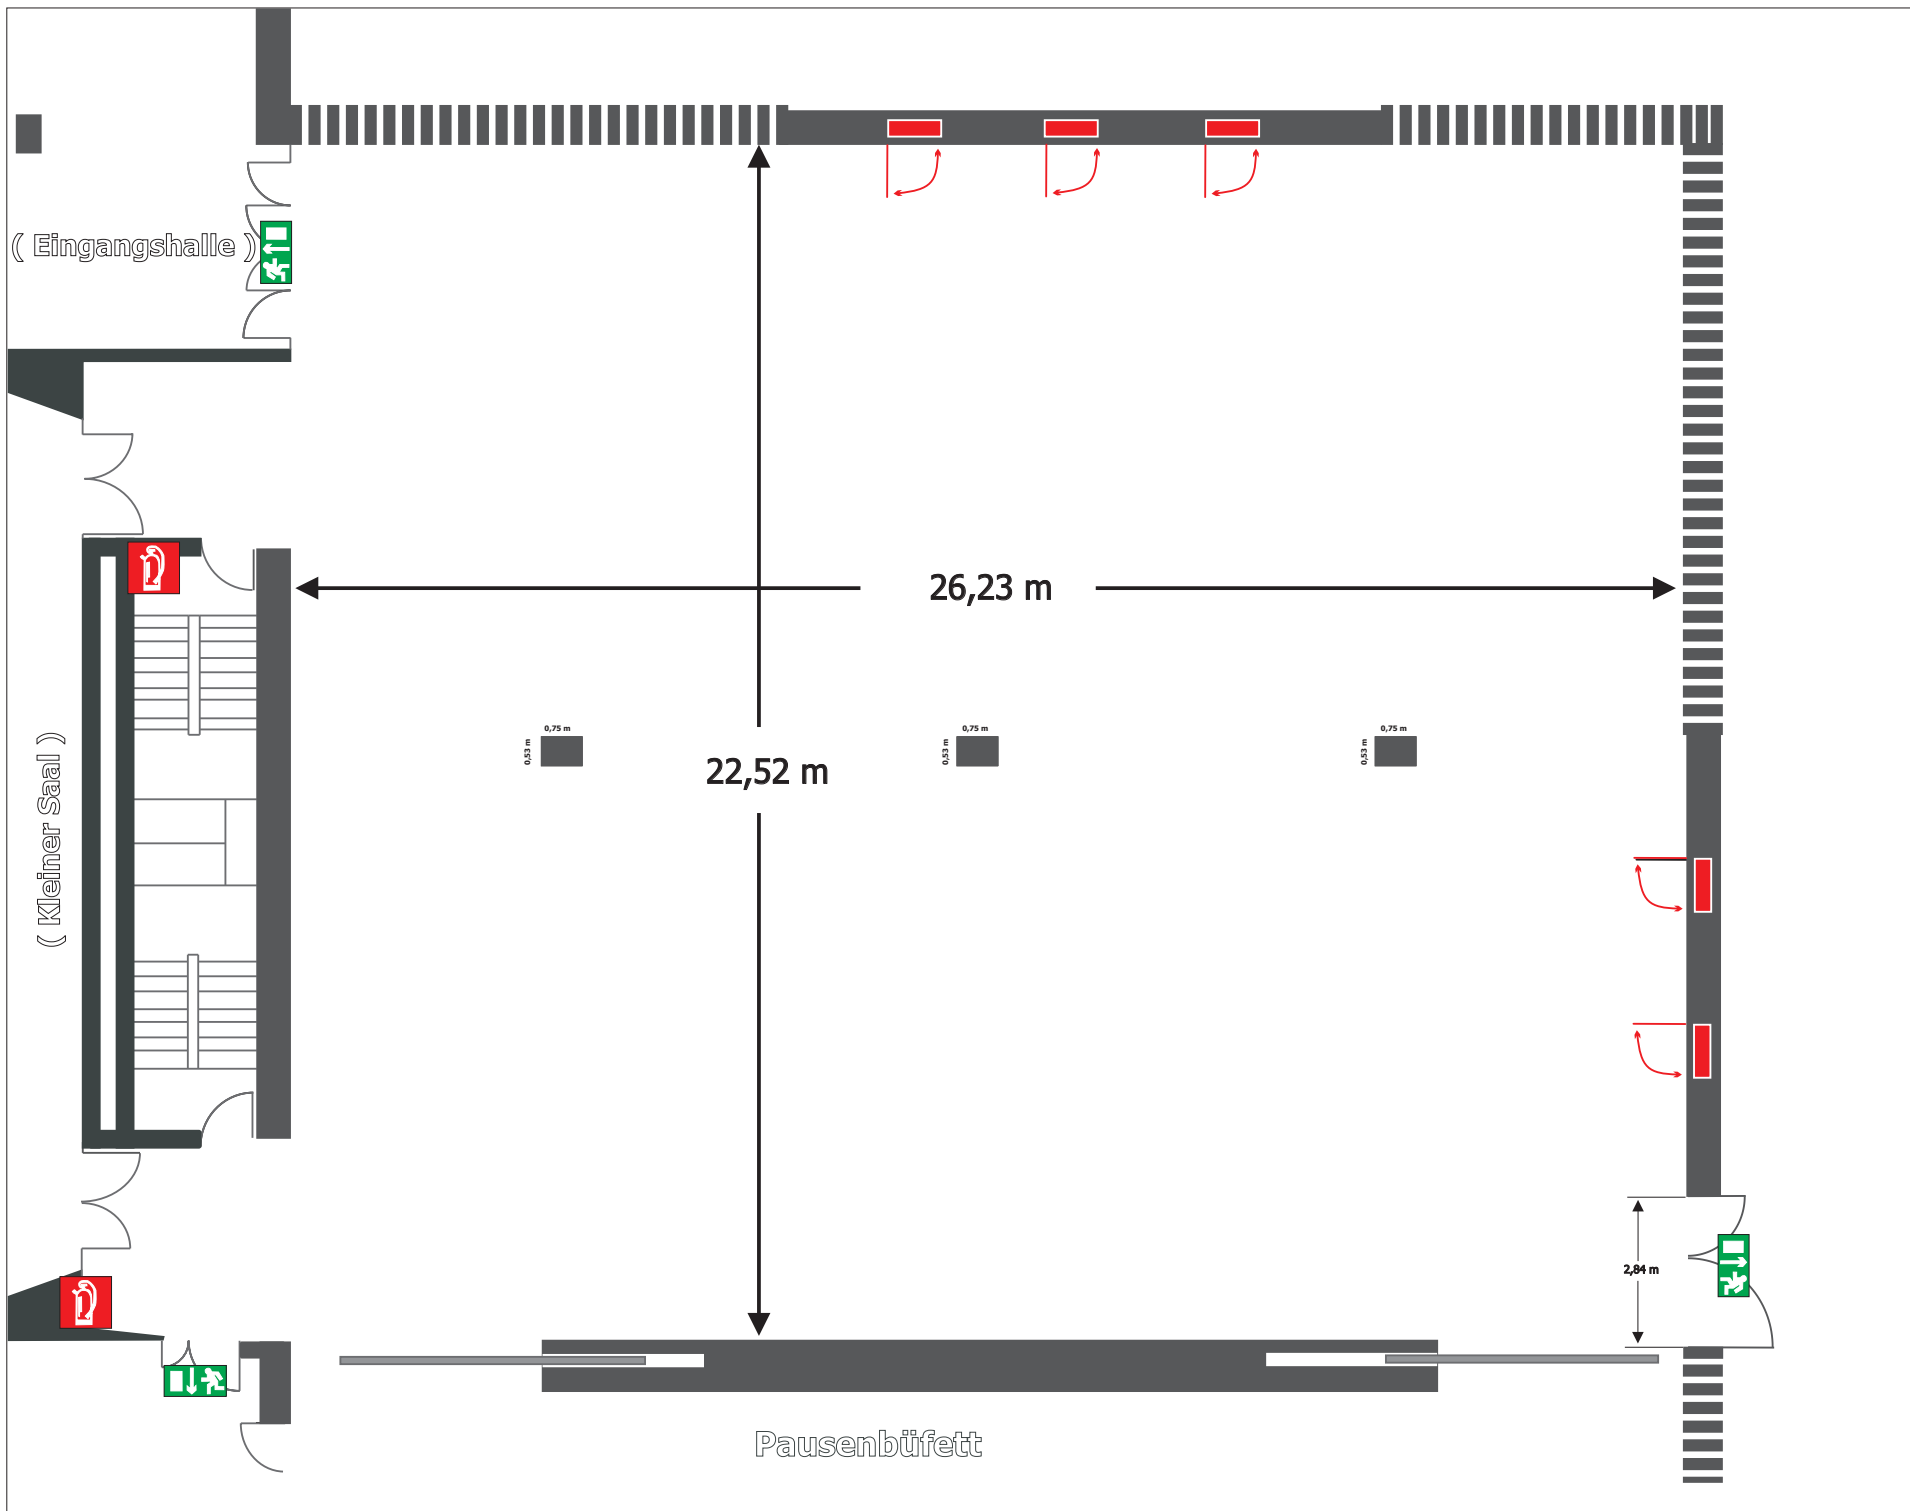 ( Eingangshalle )
26,23 m
0,75 m
0,53 m
0,75 m
0,53 m
0,75 m
0,53 m
22,52 m
( Kleiner Saal )
2,84 m
Pausenbüfett